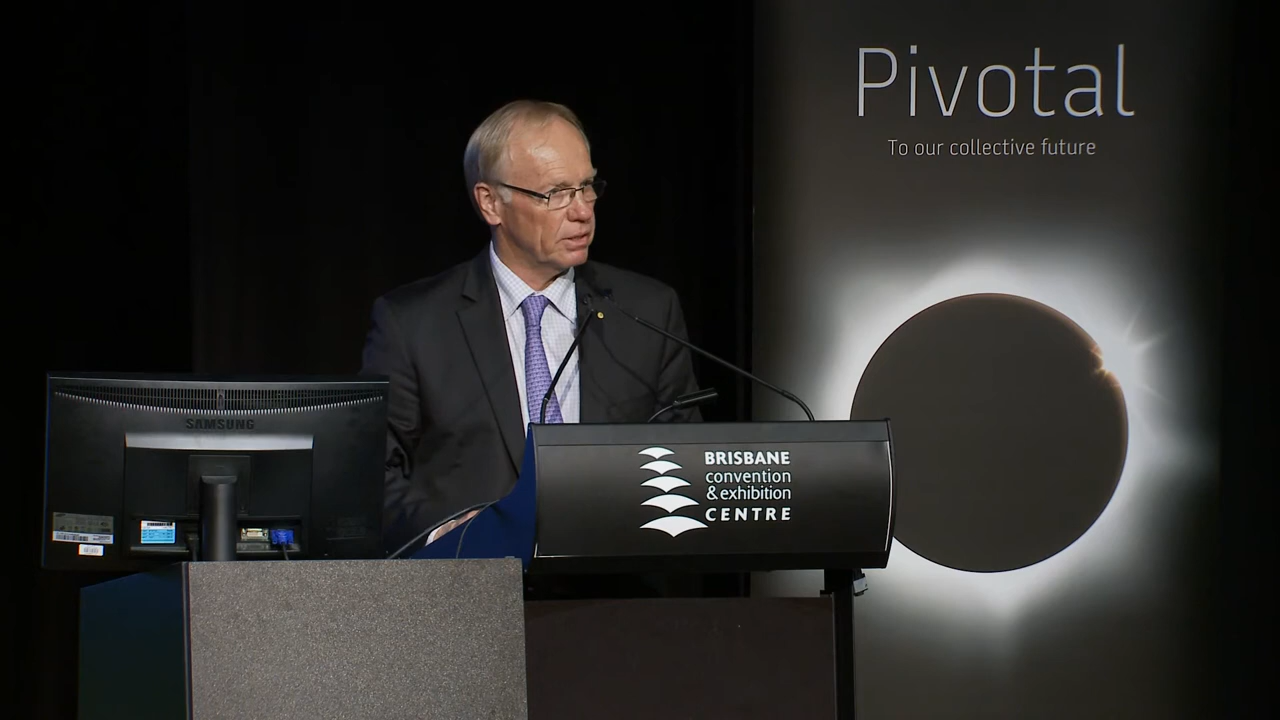 Pivotal
To our collective future
SAMSUNG
BRISBANE
convention
& exhibition
CENTRE